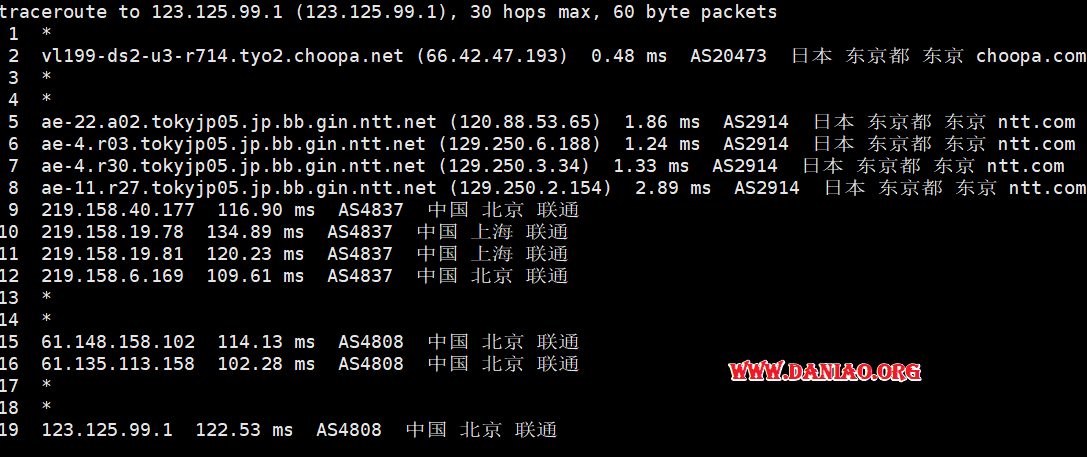 traceroute to 123.125.99.1 (123.125.99.1), 30 hops max, 60 byte packets
1 *
2 vl199-ds2-u3-r714.tyo2.choopa.net (66.42.47.193) 0.48 ms AS20473 日本 东京都 东京 choopa.com
3 *
4 *
5 ae-22.a02.tokyjp05.jp.bb.gin.ntt.net (120.88.53.65) 1.86 ms AS2914 日本 东京都 东京 ntt.com
6 ae-4.r03.tokyjp05.jp.bb.gin.ntt.net (129.250.6.188) 1.24 ms AS2914 日本 东京都 东京 ntt.com
7 ae-4.r30.tokyjp05.jp.bb.gin.ntt.net (129.250.3.34) 1.33 ms AS2914 日本 东京都 东京 ntt.com
8 ae-11.r27.tokyjp05.jp.bb.gin.ntt.net (129.250.2.154) 2.89 ms AS2914 日本 东京都 东京 ntt.com
9 219.158.40.177 116.90 ms AS4837 中国 北京 联通
10 219.158.19.78 134.89 ms AS4837 中国 上海 联通
11 219.158.19.81 120.23 ms AS4837 中国 上海 联通
12 219.158.6.169 109.61 ms AS4837 中国 北京 联通
13 *
14 *
15 61.148.158.102 114.13 ms AS4808 中国 北京 联通
16 61.135.113.158 102.28 ms AS4808 中国 北京 联通
WWW.DANIAO.ORG
17 *
18 *
19 123.125.99.1 122.53 ms AS4808 中国 北京 联通